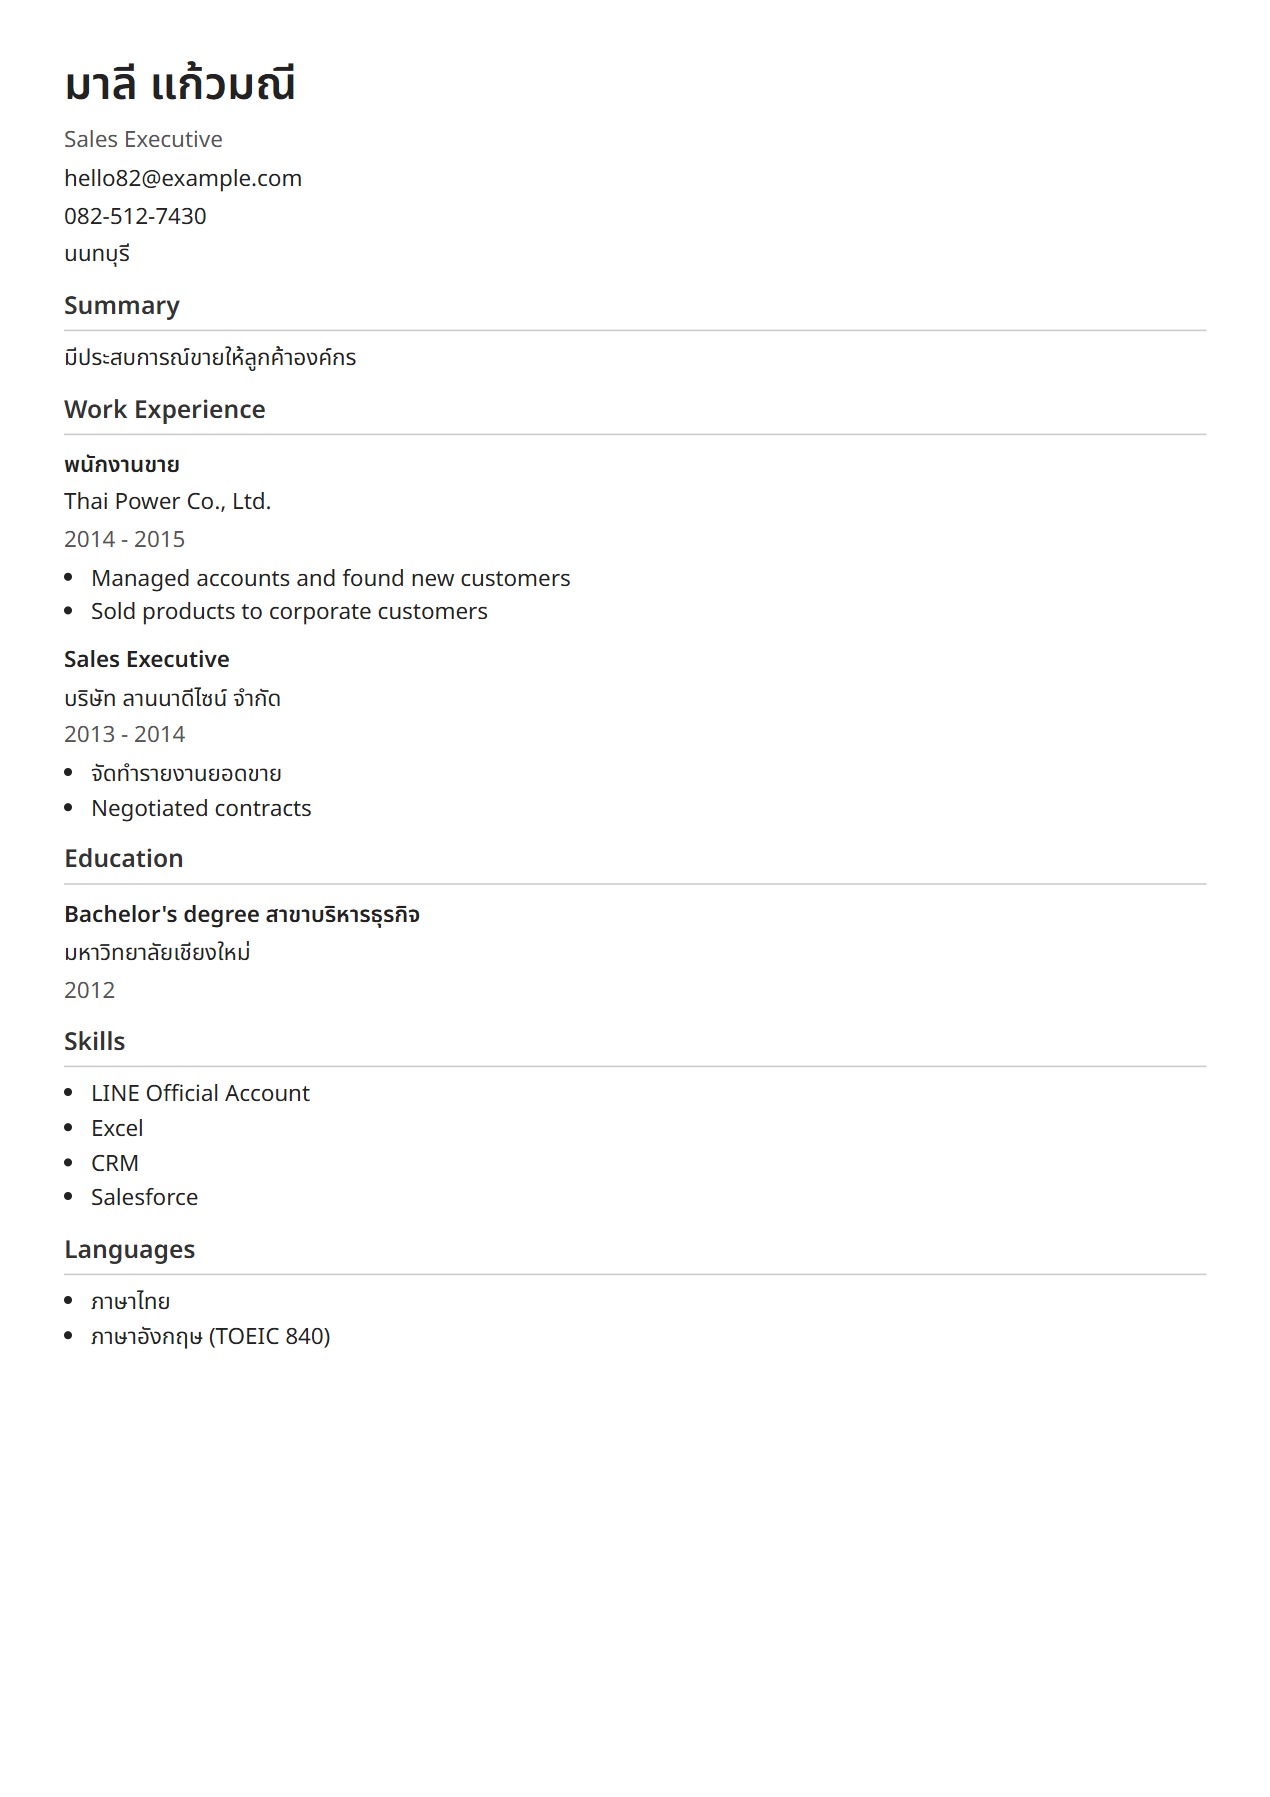 มาลี แก้วมณี
Sales Executive
hello82@example.com
082-512-7430
นนทบุรี
Summary
มีประสบการณ์ขายให้ลูกค้าองค์กร
Work Experience
พนักงานขาย
Thai Power Co., Ltd.
2014 - 2015
• Managed accounts and found new customers
• Sold products to corporate customers
Sales Executive
บริษัท ลานนาดีไซน์ จำกัด
2013 - 2014
• จัดทำรายงานยอดขาย
• Negotiated contracts
Education
Bachelor's degree สาขาบริหารธุรกิจ
มหาวิทยาลัยเชียงใหม่
2012
Skills
• LINE Official Account
• Excel
• CRM
• Salesforce
Languages
• ภาษาไทย
• ภาษาอังกฤษ (TOEIC 840)